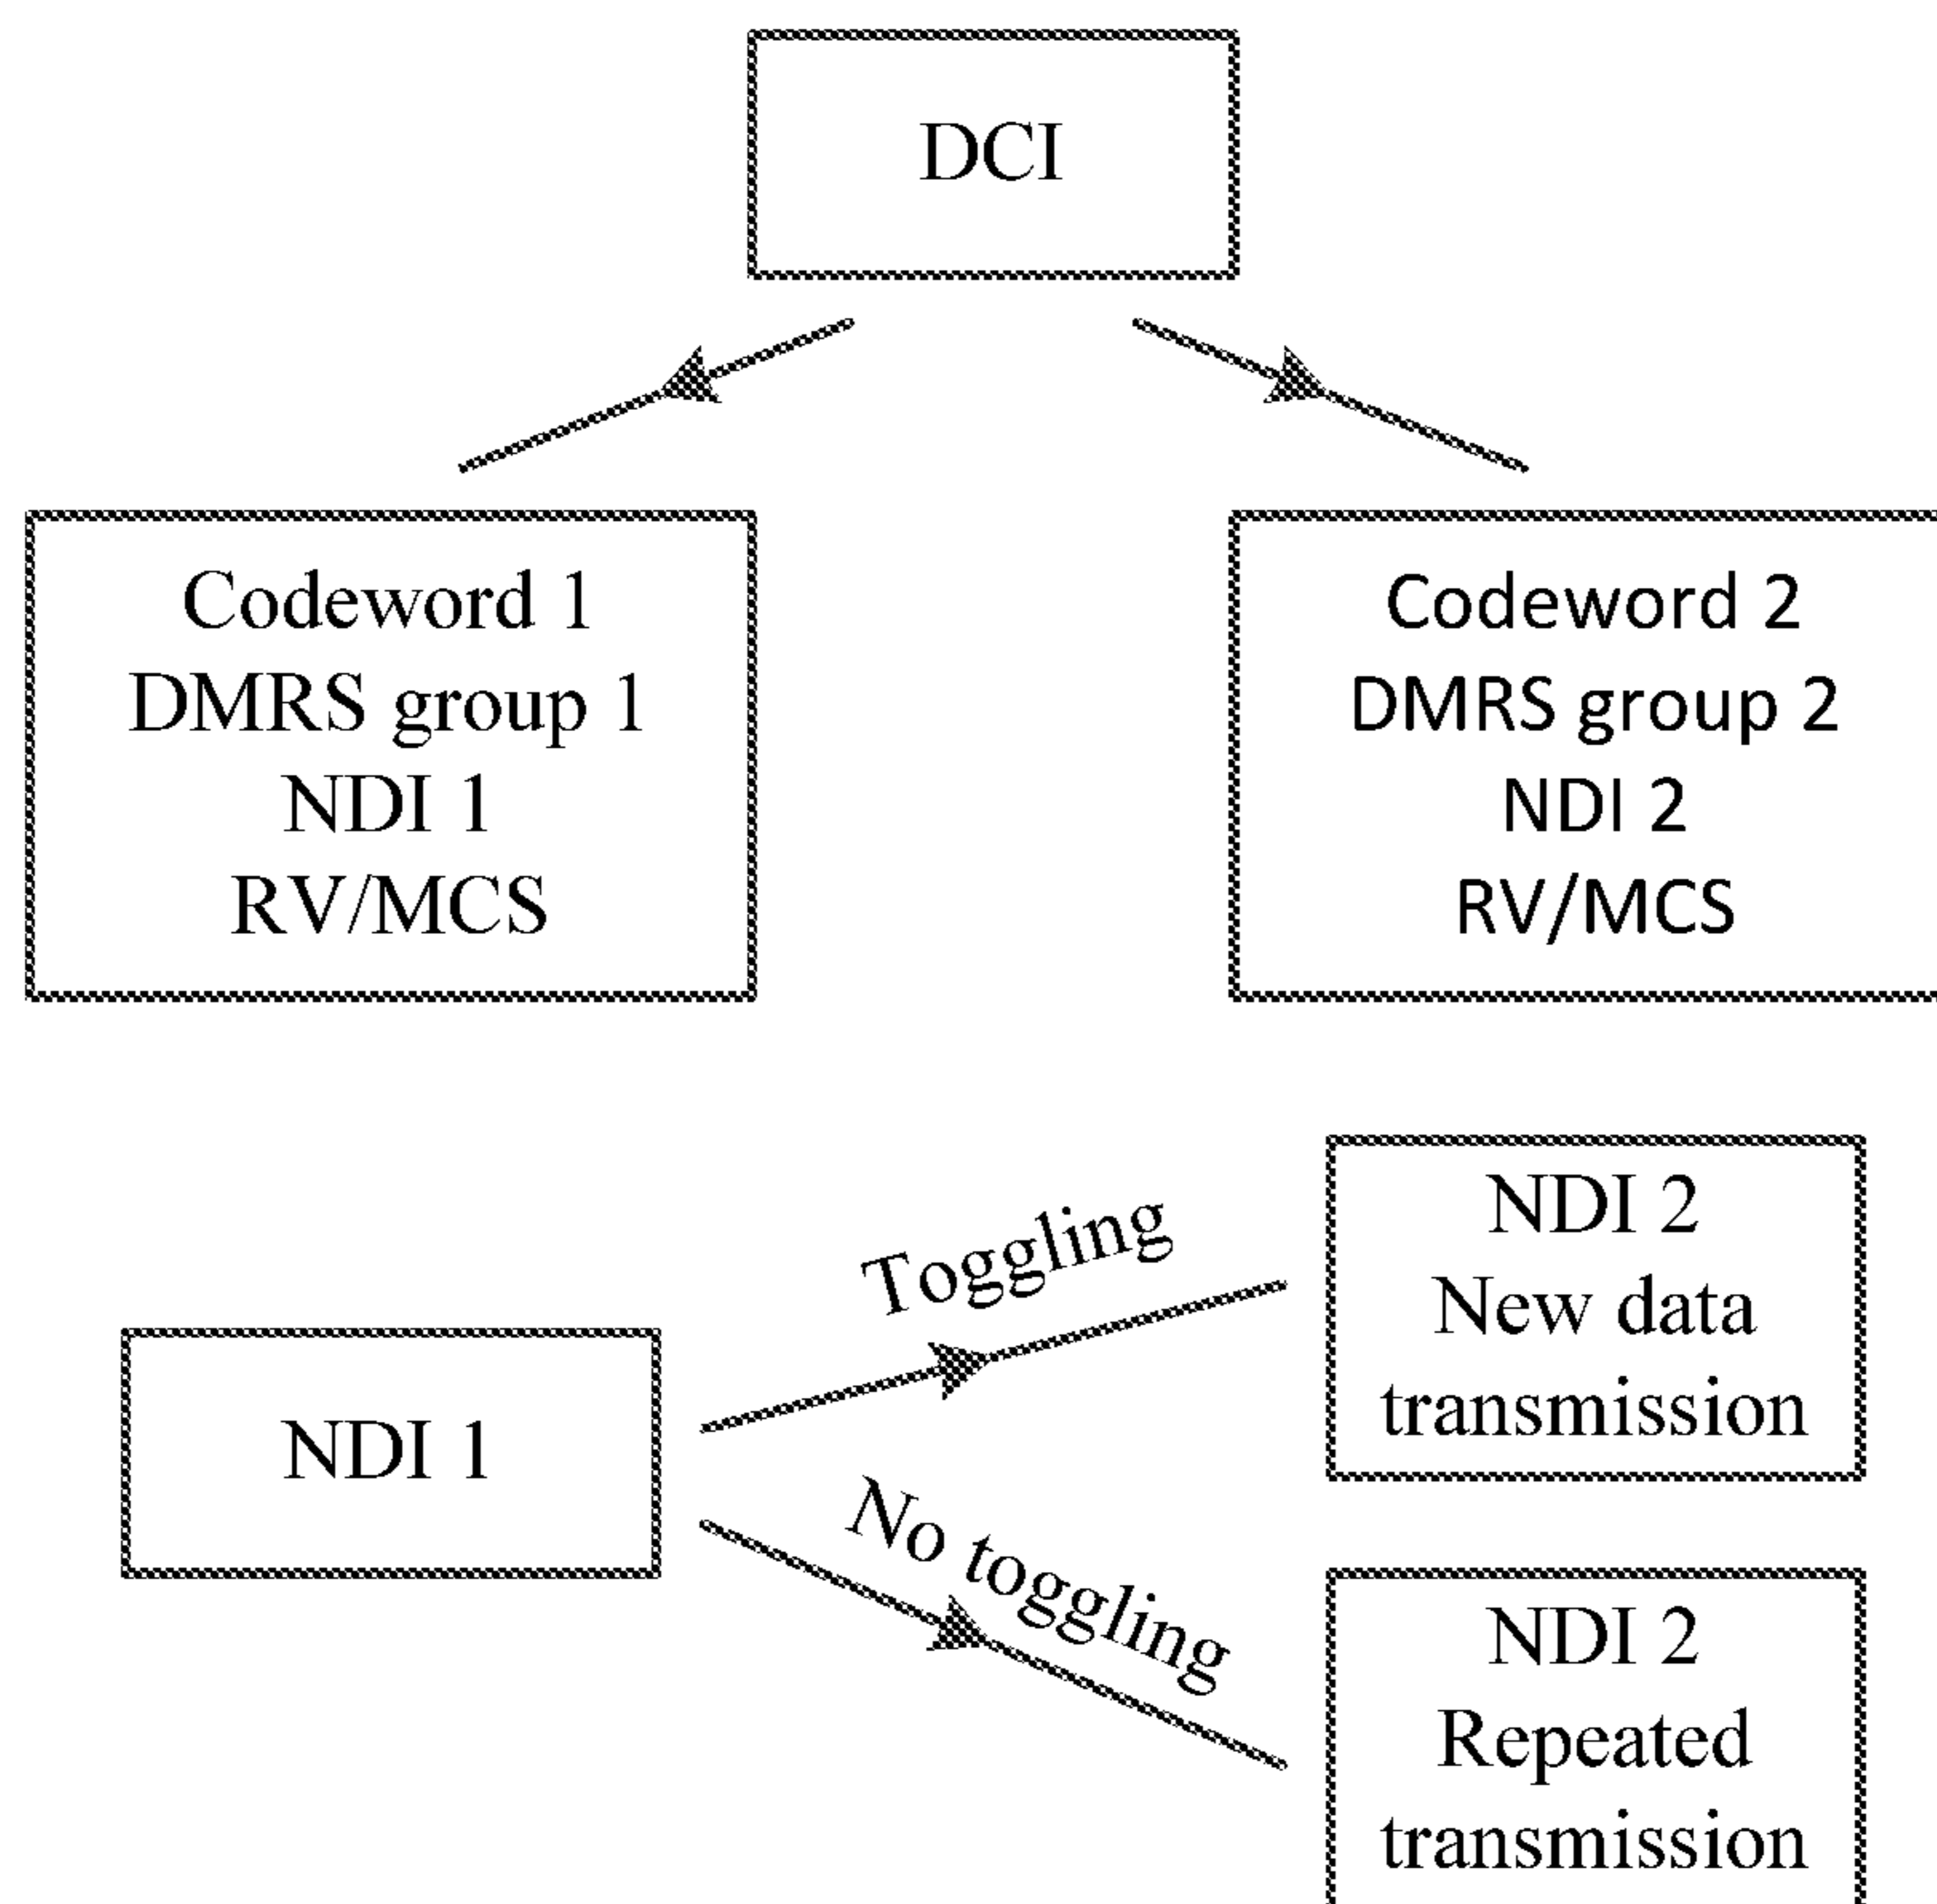 DCI
Codeword 1
DMRS group 1
NDI 1
RV/MCS
Codeword 2
DMRS group 2
NDI 2
RV/MCS
NDI 1
Toggling
No toggling
NDI 2
New data
transmission
NDI 2
Repeated
transmission